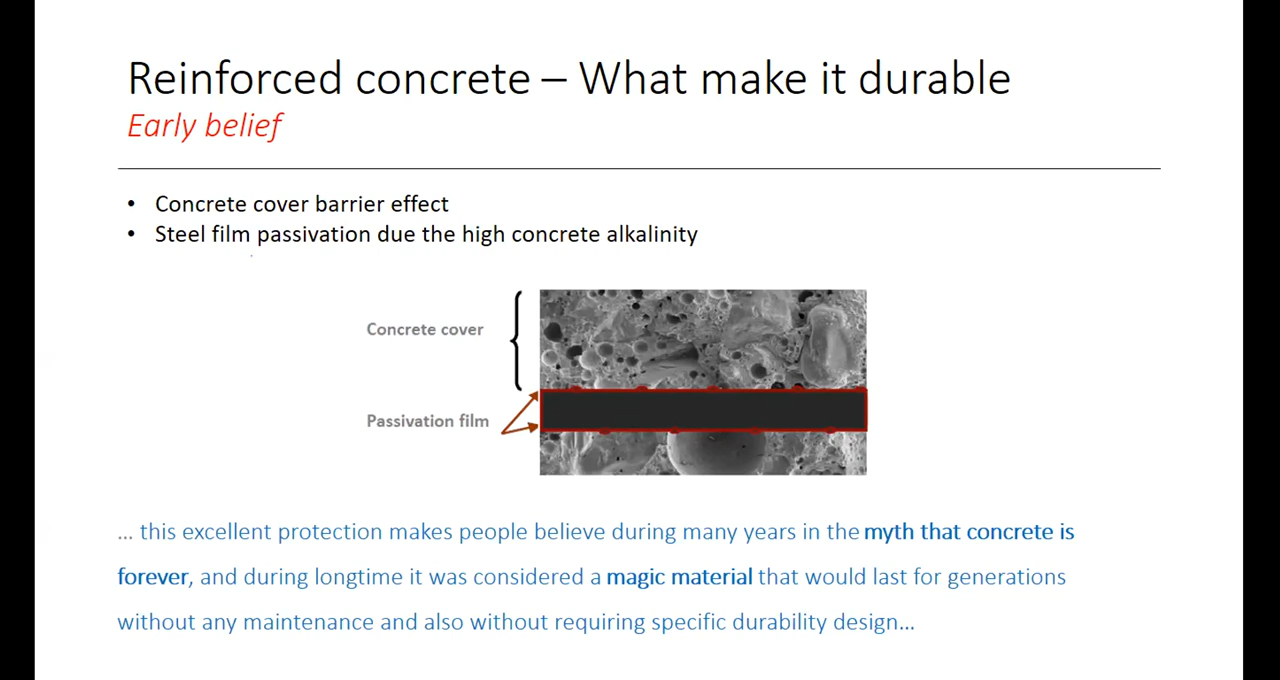 Reinforced concrete – What make it durable
Early belief
• Concrete cover barrier effect
• Steel film passivation due the high concrete alkalinity
Concrete cover
Passivation film
... this excellent protection makes people believe during many years in the myth that concrete is
forever, and during longtime it was considered a magic material that would last for generations
without any maintenance and also without requiring specific durability design...